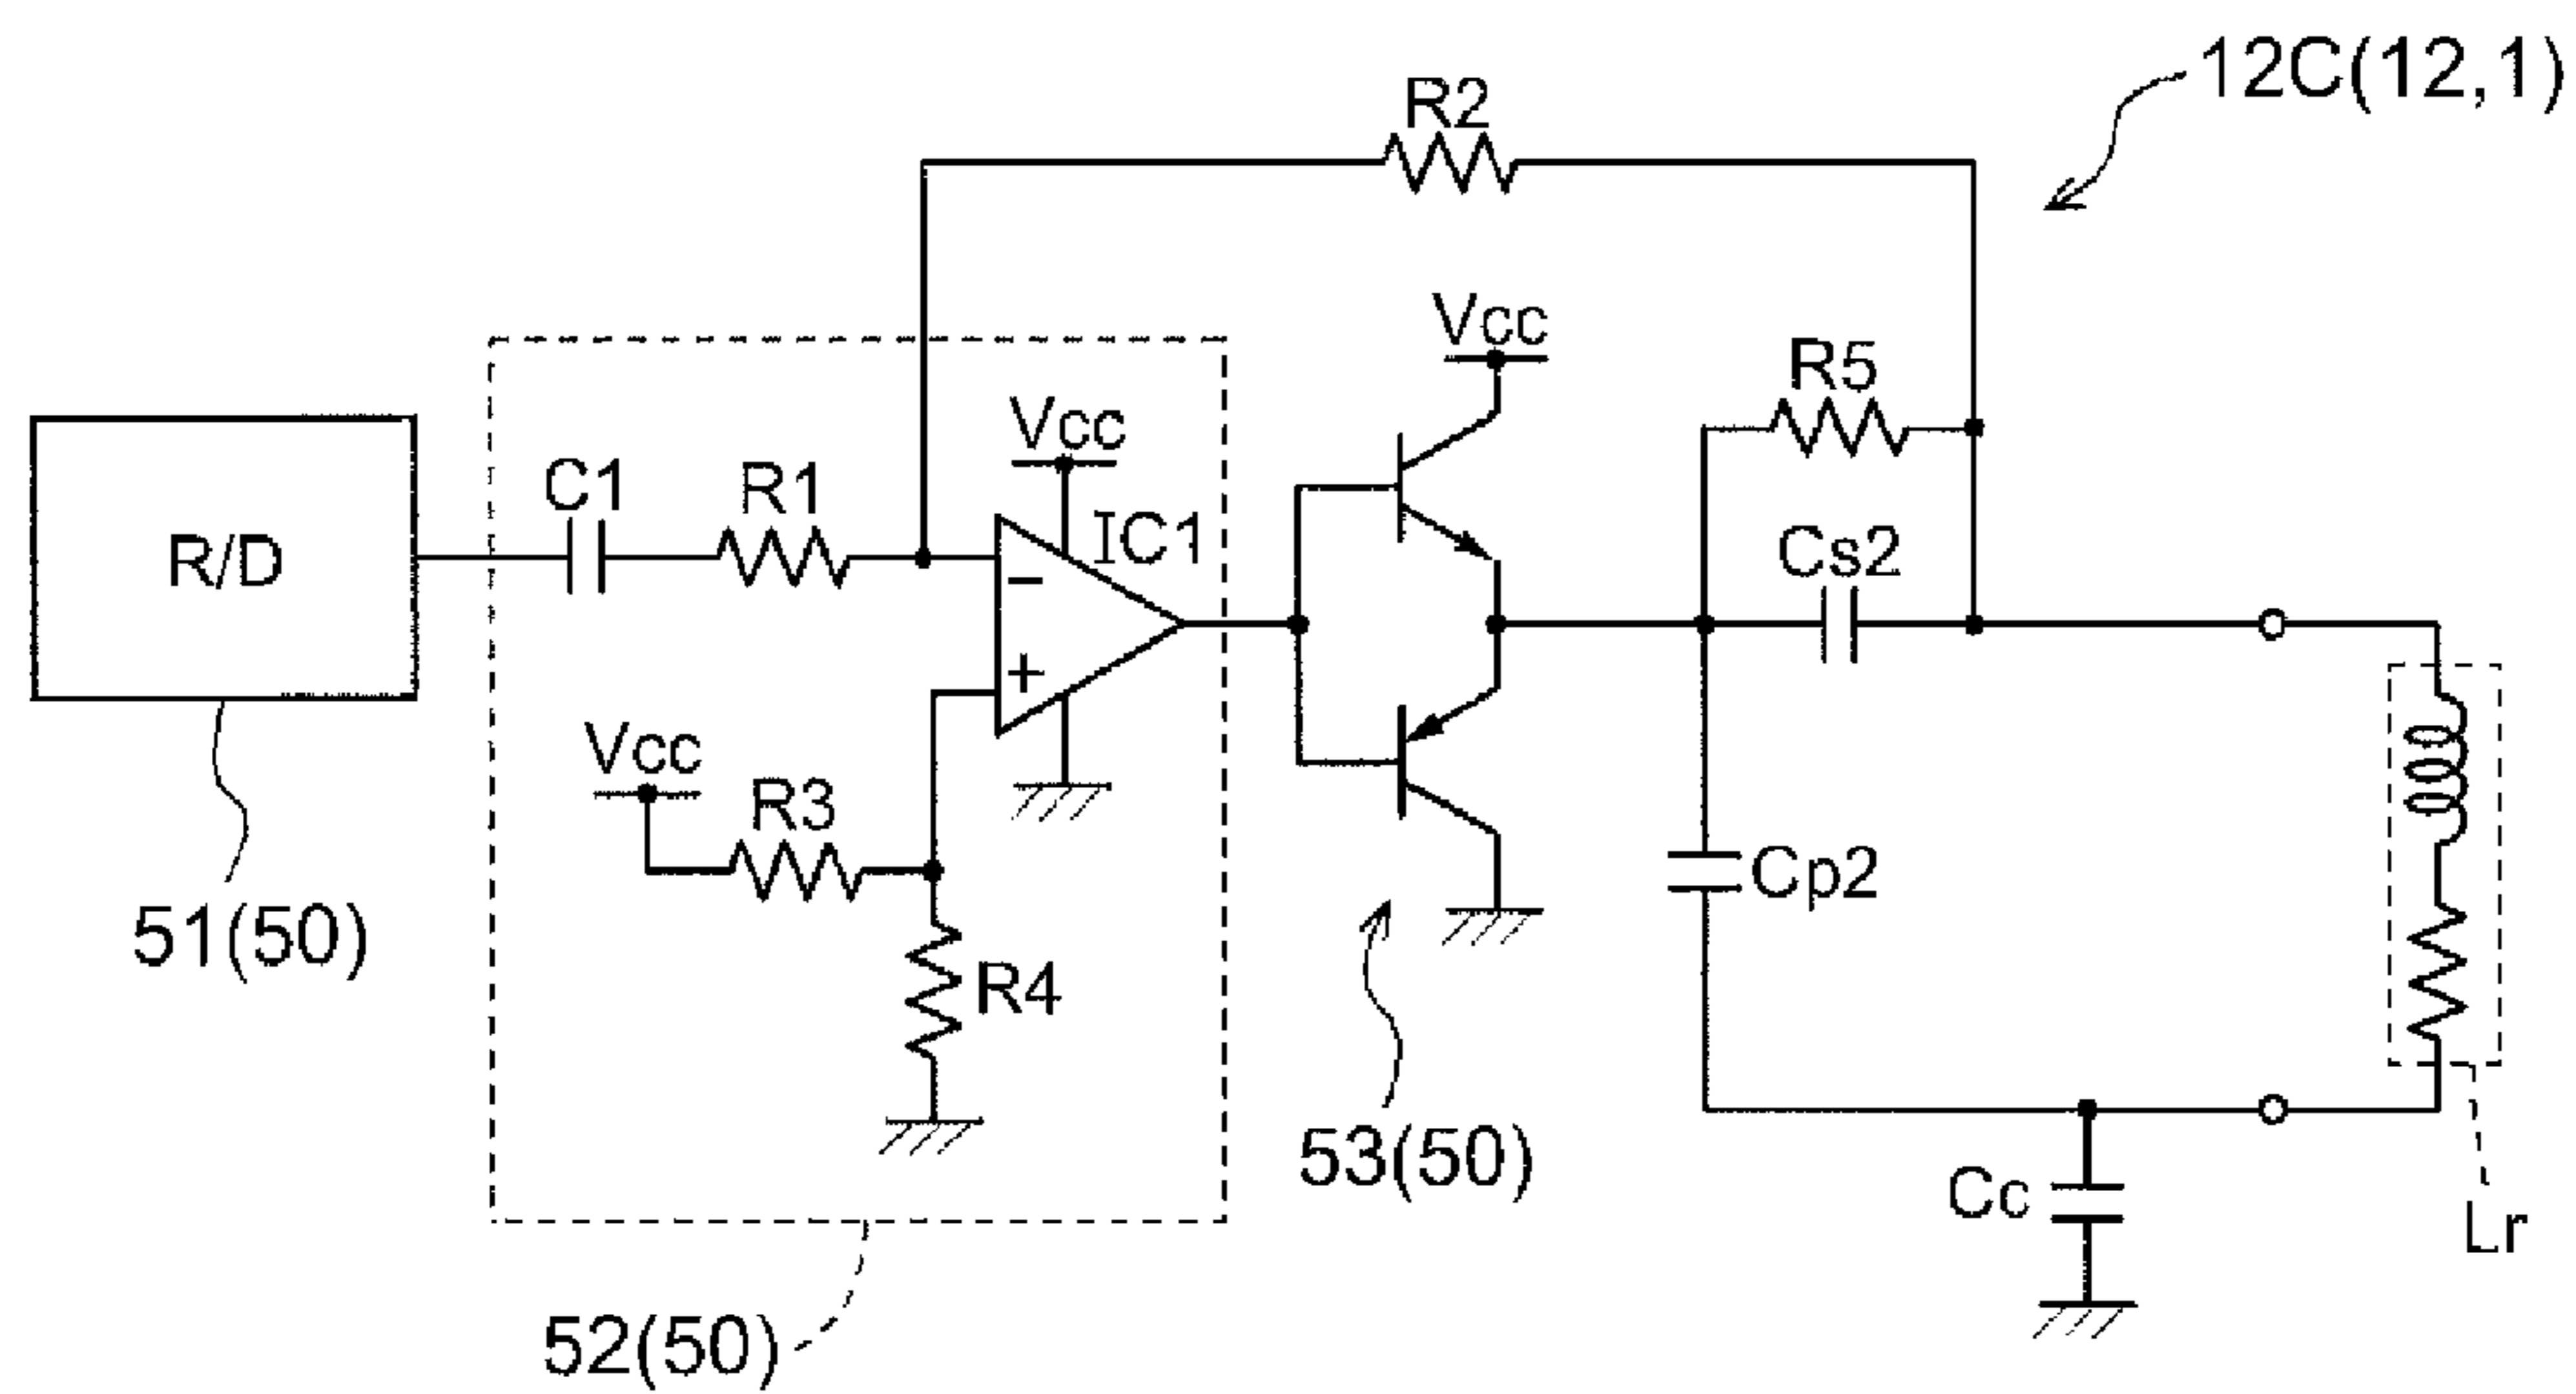 12C(12,1)
R2
Vcc
R5
Vcc
C1
R1
IC1
R/D
Cs2
−
+
Vcc
R3
Cp2
51(50)
R4
53(50)
Cc
Lr
52(50)